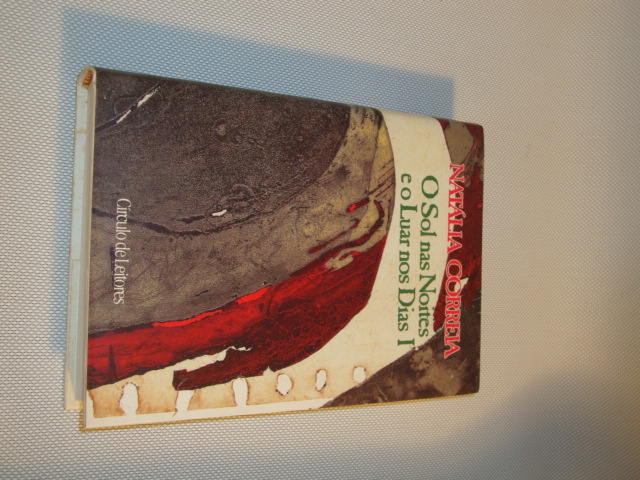 NATÁLIA CORREIA
O Sol nas Noites
e o Luar nos Dias I
Círculo de Leitores